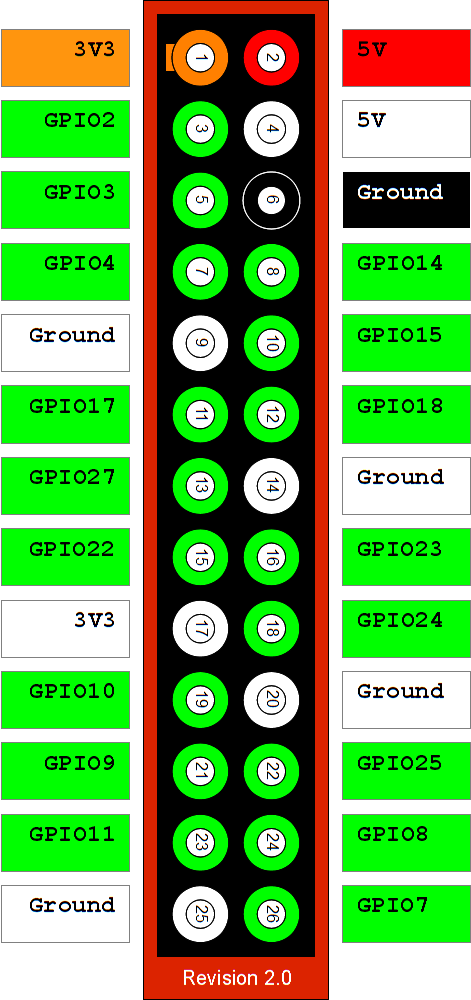 3V3 1 2 5V
GPIO2 3 4 5V
GPIO3 5 6 Ground
GPIO4 7 8 GPIO14
Ground 9 10 GPIO15
GPIO17 11 12 GPIO18
GPIO27 13 14 Ground
GPIO22 15 16 GPIO23
3V3 17 18 GPIO24
GPIO10 19 20 Ground
GPIO9 21 22 GPIO25
GPIO11 23 24 GPIO8
Ground 25 26 GPIO7
Revision 2.0